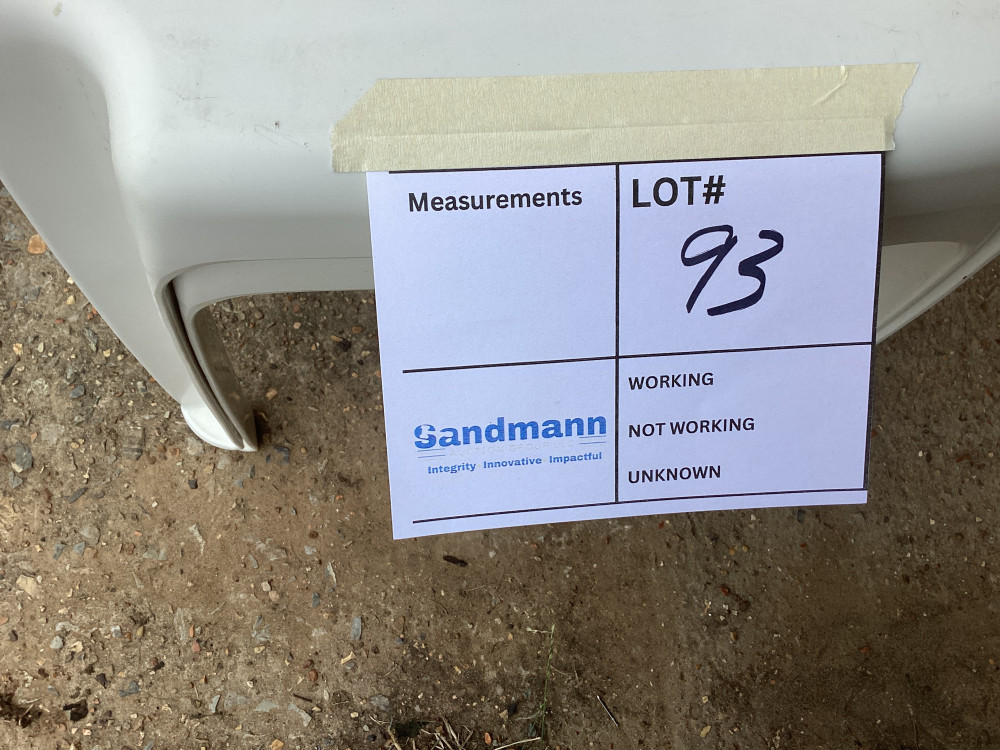 Measurements
LOT#
93
Sandmann
Integrity Innovative Impactful
WORKING
NOT WORKING
UNKNOWN